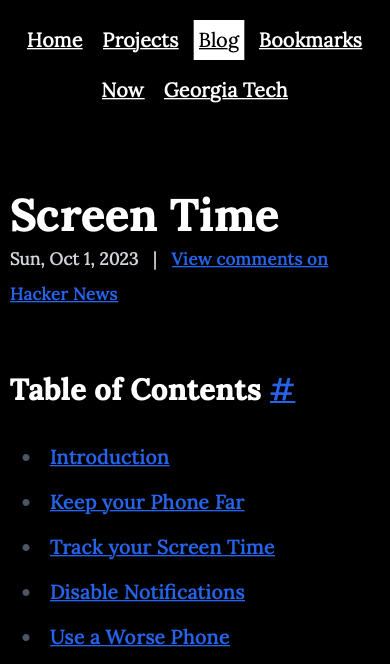 Home Projects Blog Bookmarks
Now Georgia Tech
Screen Time
Sun, Oct 1, 2023 | View comments on
Hacker News
Table of Contents #
Introduction
Keep your Phone Far
Track your Screen Time
Disable Notifications
Use a Worse Phone